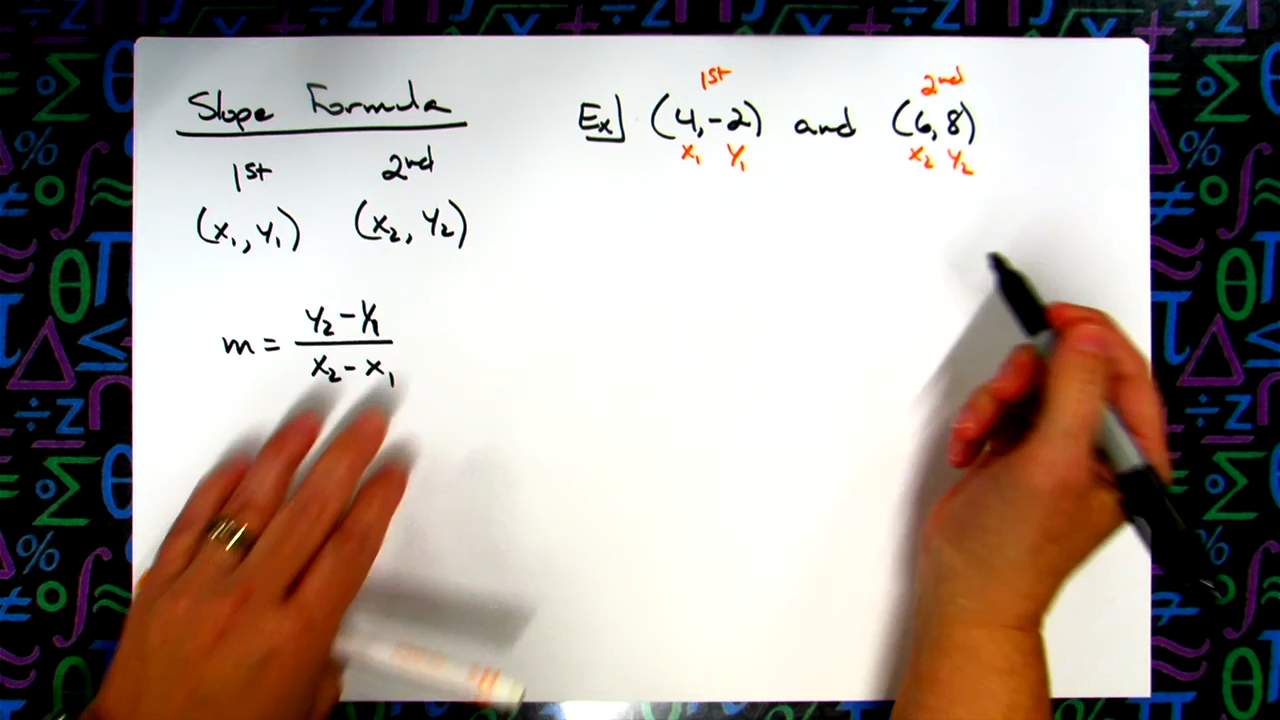 Slope Formula
1st 2nd
(x₁, y₁) (x₂, y₂)
m = y₂ - y₁
x₂ - x₁
1st 2nd
Ex] (4, -2) and (6, 8)
x₁ y₁ x₂ y₂